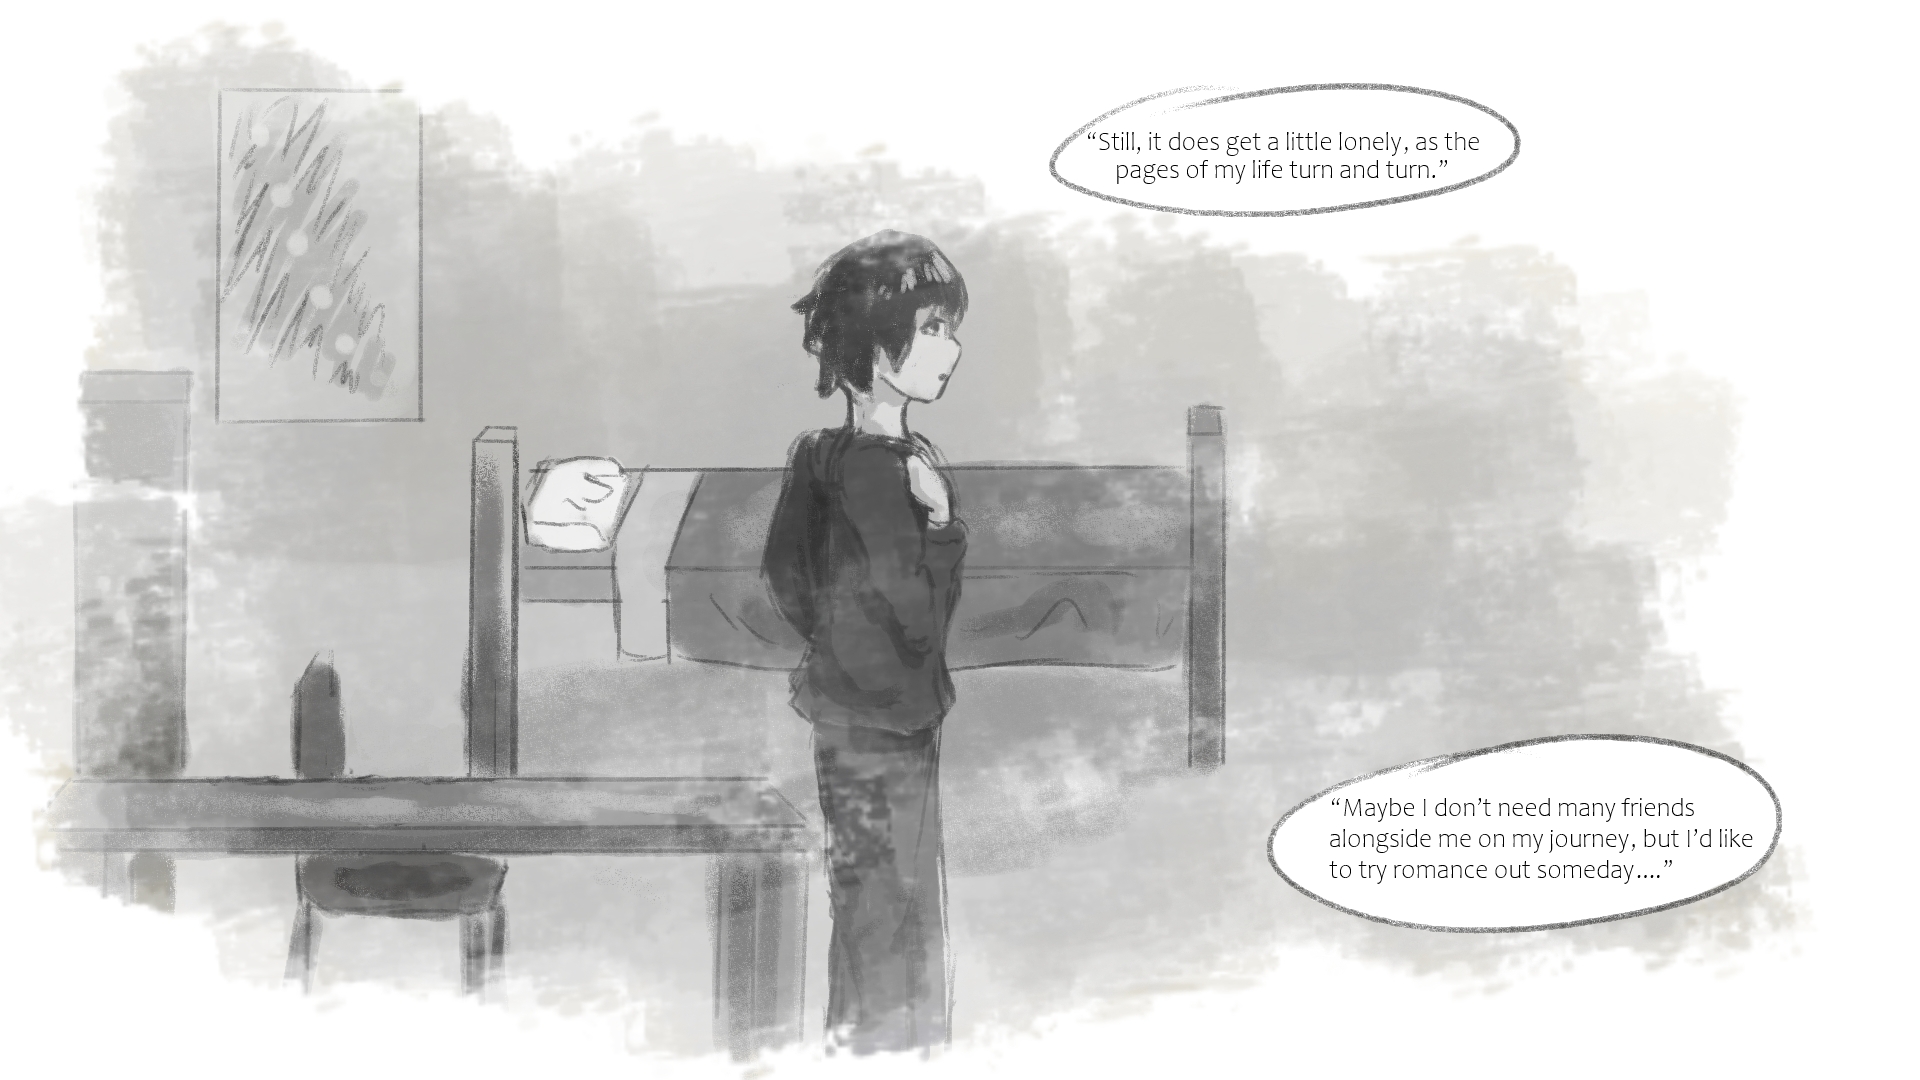 “Still, it does get a little lonely, as the
pages of my life turn and turn.”
“Maybe I don’t need many friends
alongside me on my journey, but I’d like
to try romance out someday....”